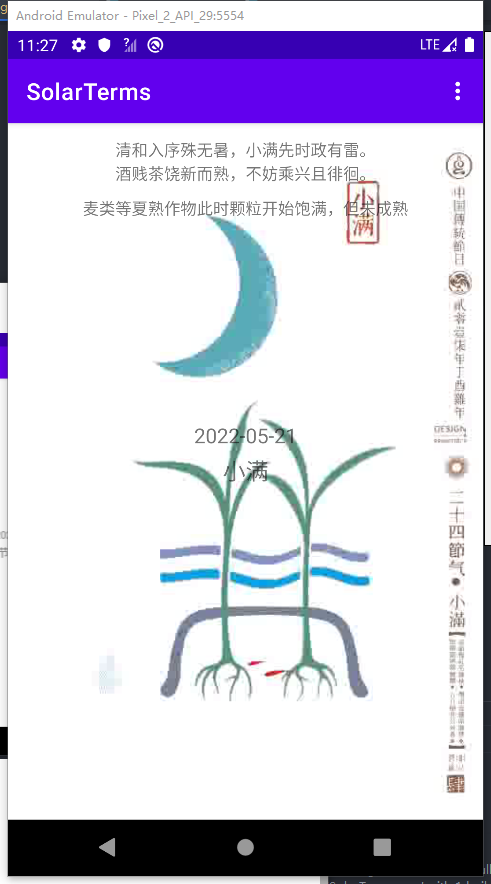 Android Emulator - Pixel_2_API_29:5554
11:27
LTE
SolarTerms
清和入序殊无暑，小满先时政有雷。
酒贱茶饶新而熟，不妨乘兴且徘徊。
麦类等夏熟作物此时颗粒开始饱满，但未成熟
小满
2022-05-21
小满
中国傳統節日
貳零壹柒年丁酉雞年
DESIGN
二十四節气●小滿
肆